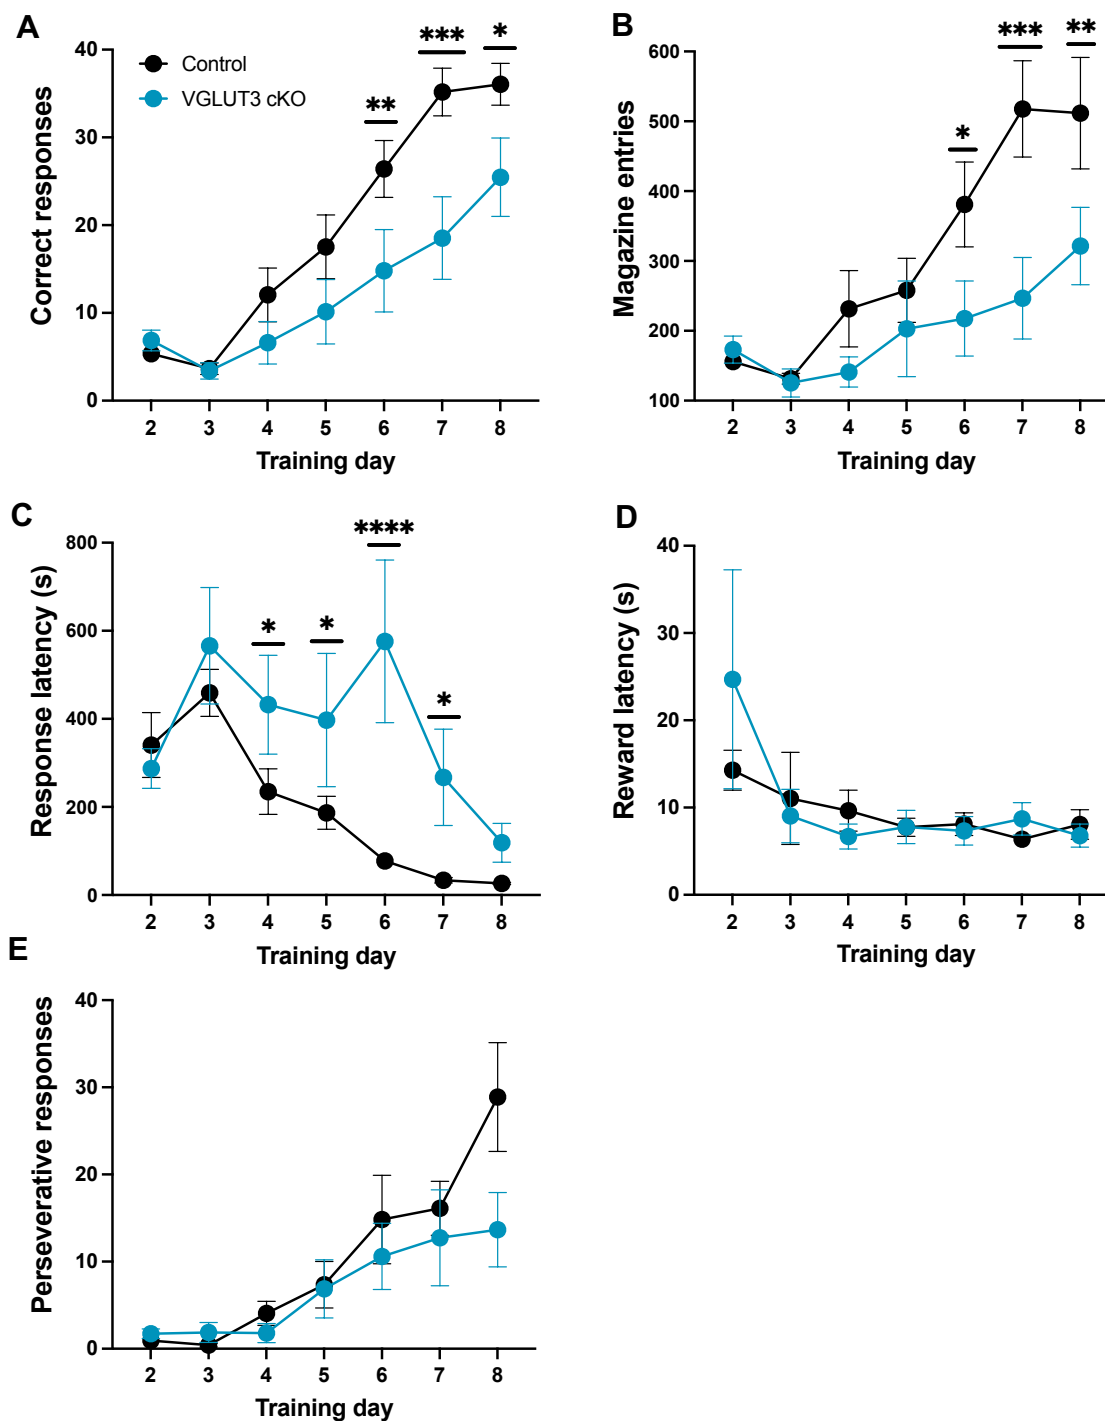 A
Correct responses
40
30
20
10
0
Control
VGLUT3 cKO
**
***
*
2 3 4 5 6 7 8
Training day
B
Magazine entries
600
500
400
300
200
100
*
***
**
2 3 4 5 6 7 8
Training day
C
Response latency (s)
800
600
400
200
0
*
*
****
*
2 3 4 5 6 7 8
Training day
D
Reward latency (s)
40
30
20
10
0
2 3 4 5 6 7 8
Training day
E
Perseverative responses
40
30
20
10
0
2 3 4 5 6 7 8
Training day